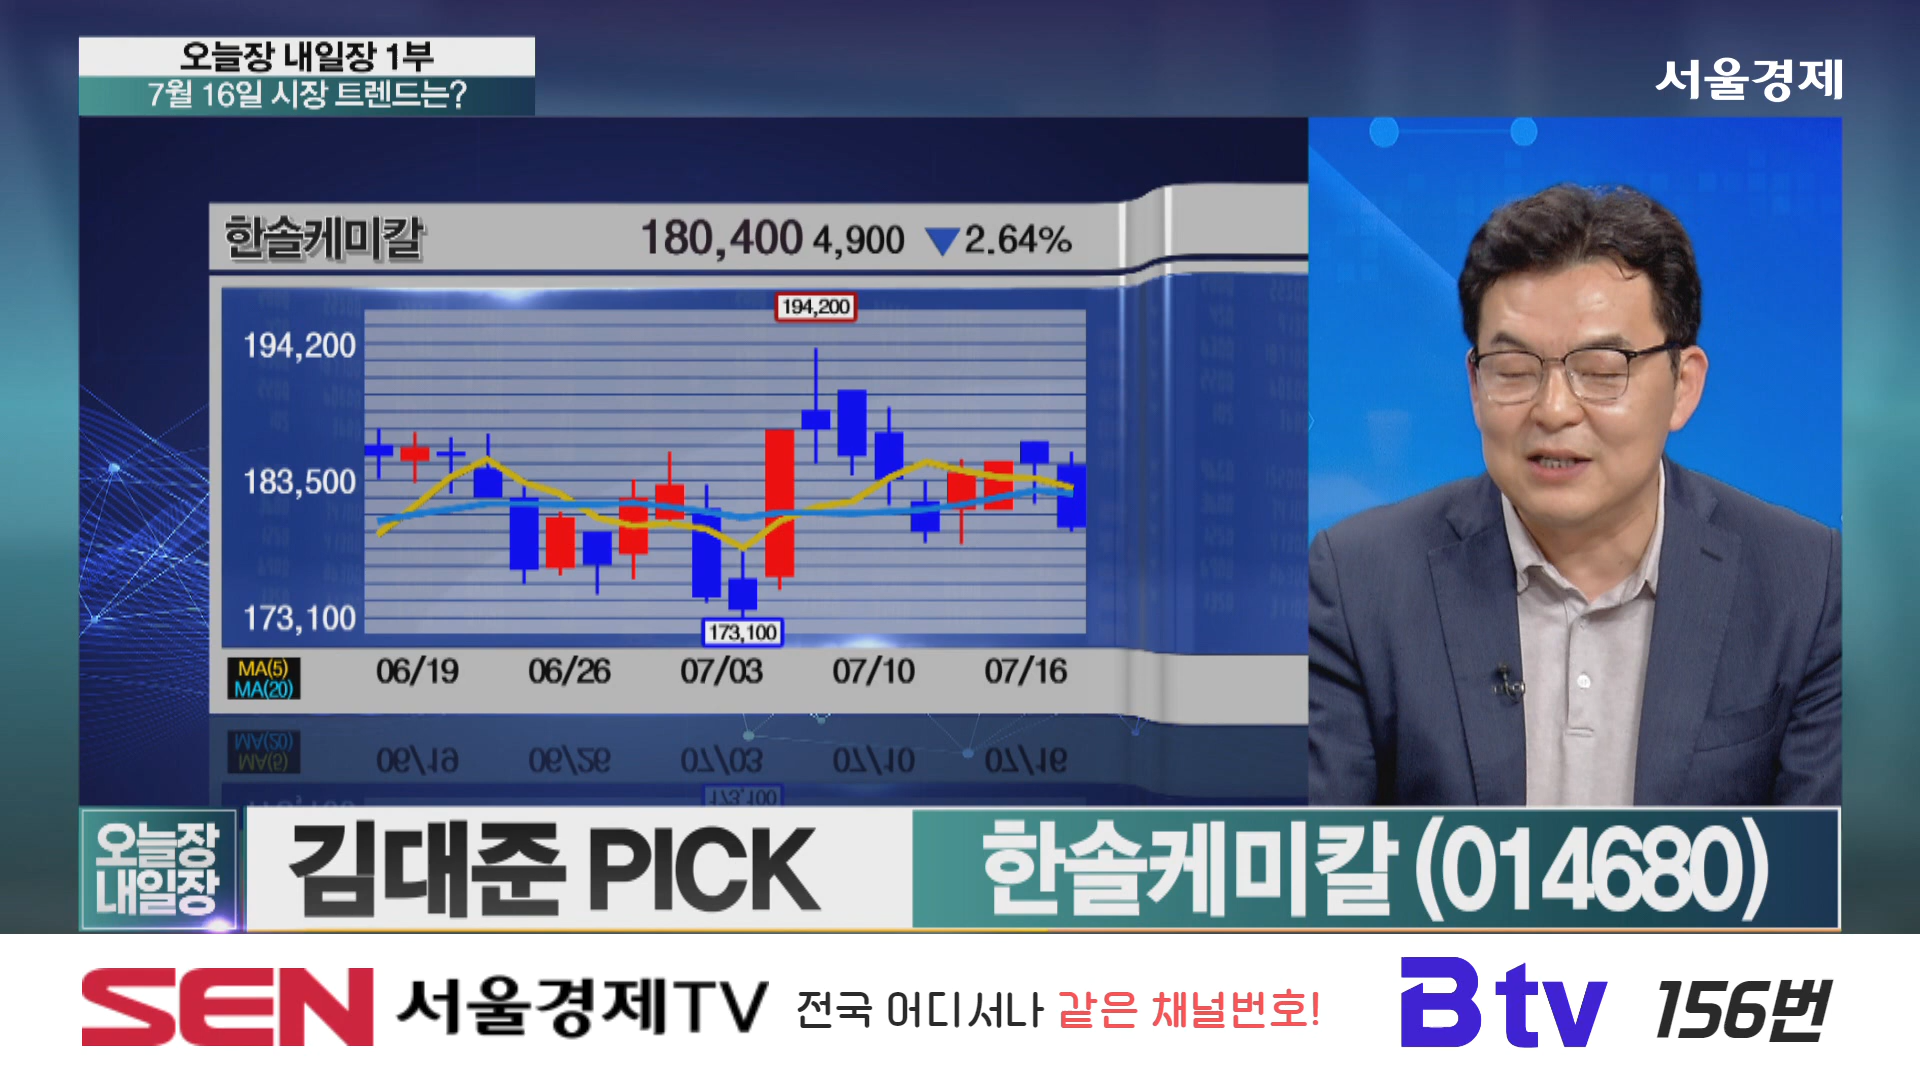 오늘장 내일장 1부
7월 16일 시장 트렌드는?
서울경제
한솔케미칼 180,400 4,900 ▼2.64%
194,200
194,200
183,500
173,100
173,100
MA(5)
MA(20)
06/19 06/26 07/03 07/10 07/16
오늘장
내일장
김대준 PICK
한솔케미칼 (014680)
SEN 서울경제TV 전국 어디서나 같은 채널번호! B tv 156번